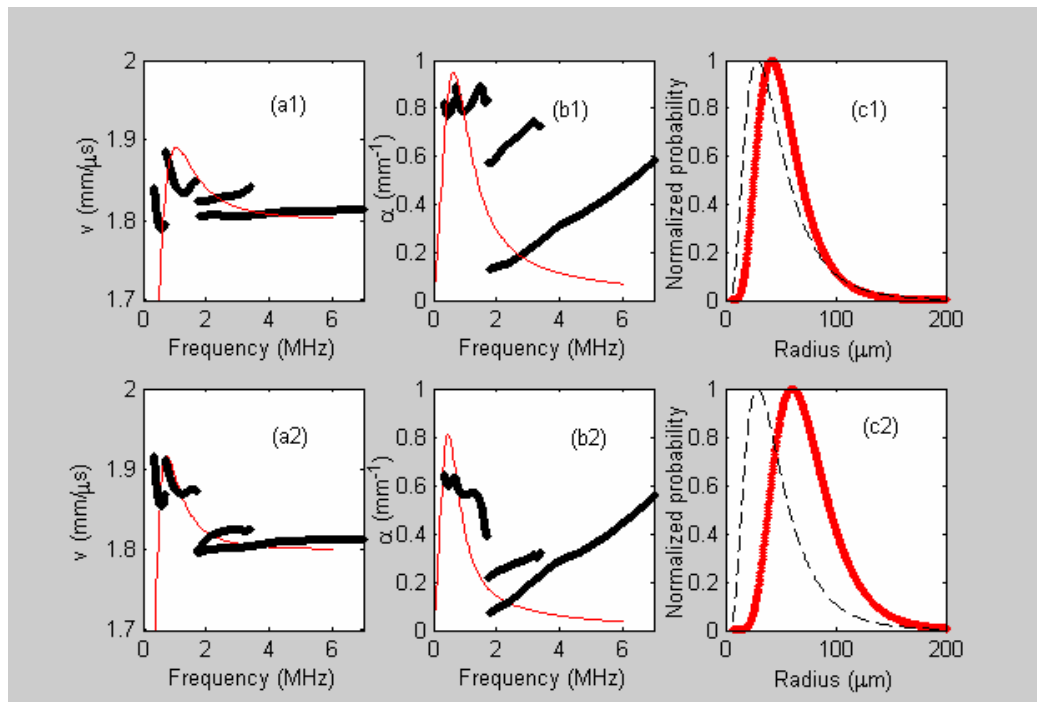 2
1.9
1.8
1.7
v (mm/μs)
(a1)
0 2 4 6
Frequency (MHz)
1
0.8
0.6
0.4
0.2
0
α (mm⁻¹)
(b1)
0 2 4 6
Frequency (MHz)
1
0.8
0.6
0.4
0.2
0
Normalized probability
(c1)
0 100 200
Radius (μm)
2
1.9
1.8
1.7
v (mm/μs)
(a2)
0 2 4 6
Frequency (MHz)
1
0.8
0.6
0.4
0.2
0
α (mm⁻¹)
(b2)
0 2 4 6
Frequency (MHz)
1
0.8
0.6
0.4
0.2
0
Normalized probability
(c2)
0 100 200
Radius (μm)